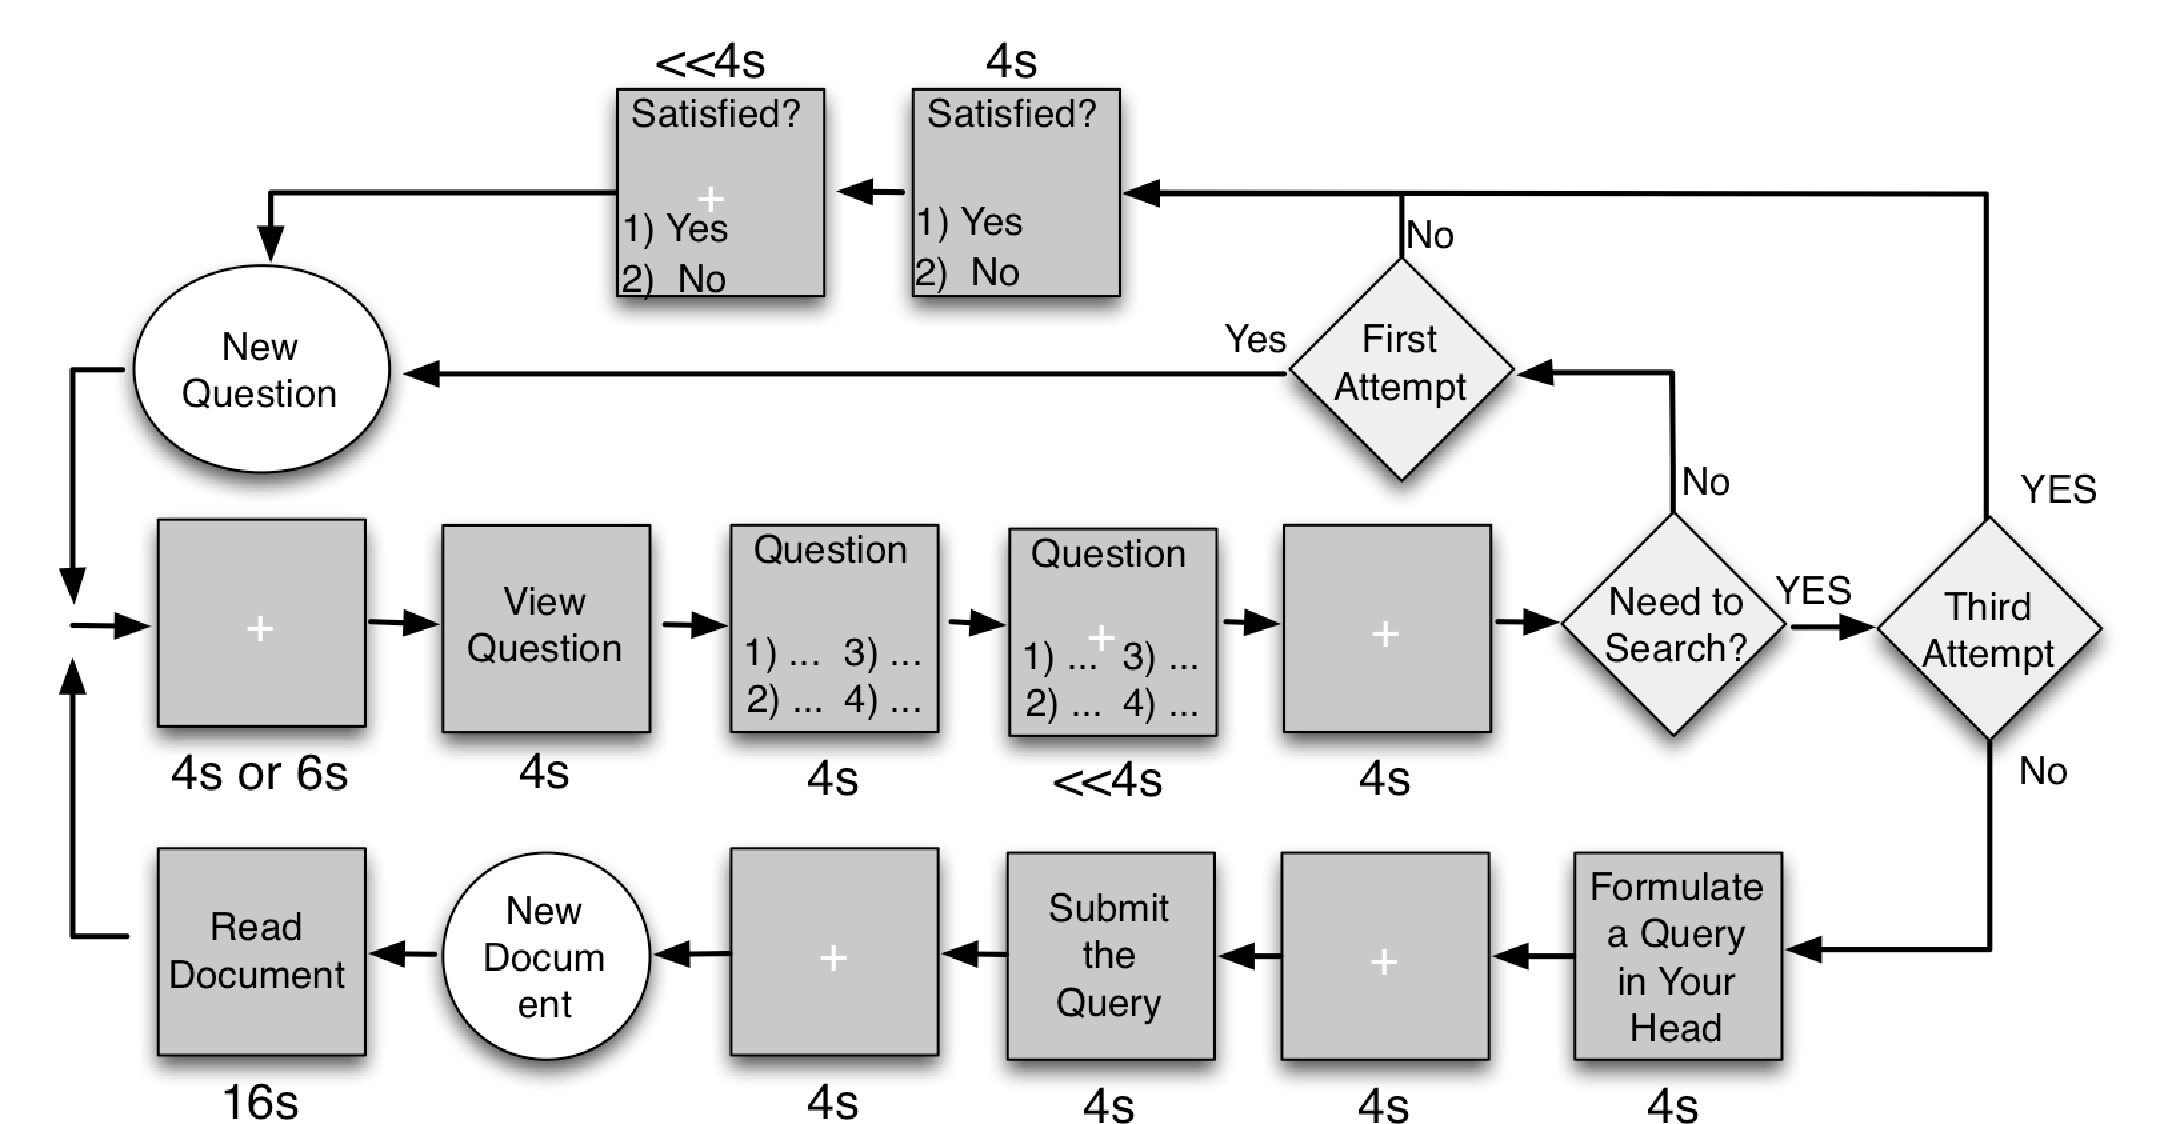 <<4s
4s
Satisfied?
+
1) Yes
2) No
Satisfied?
1) Yes
2) No
No
New
Question
Yes
First
Attempt
No
YES
+
4s or 6s
View
Question
4s
Question
1) ... 3) ...
2) ... 4) ...
4s
Question
+
1) ... 3) ...
2) ... 4) ...
<<4s
+
4s
Need to
Search?
YES
Third
Attempt
No
Read
Document
16s
New
Docum
ent
+
4s
Submit
the
Query
4s
+
4s
Formulate
a Query
in Your
Head
4s